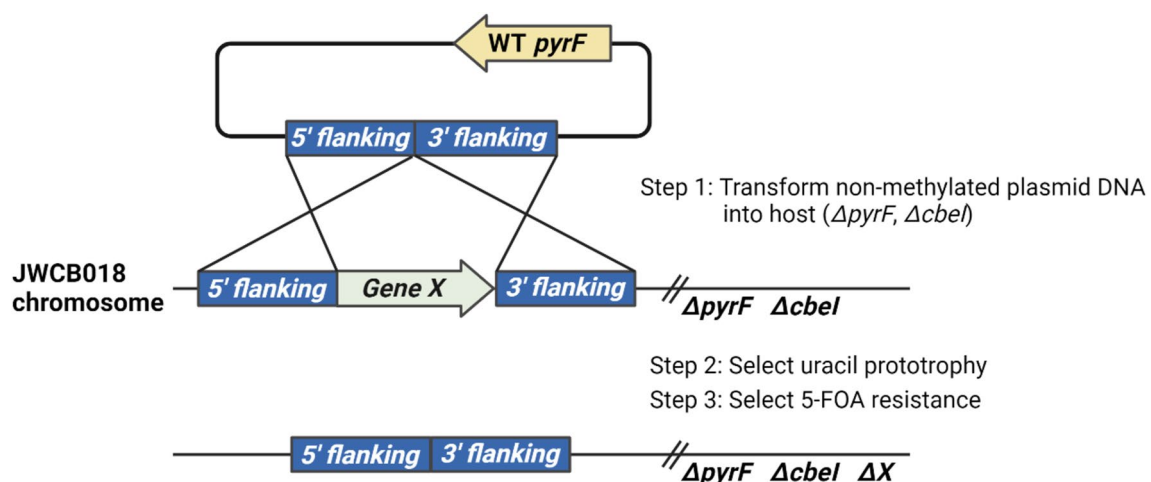 WT pyrF
5' flanking 3' flanking
Step 1: Transform non-methylated plasmid DNA
into host (ΔpyrF, ΔcbeI)
JWCB018
chromosome
5' flanking Gene X 3' flanking
ΔpyrF ΔcbeI
Step 2: Select uracil prototrophy
Step 3: Select 5-FOA resistance
5' flanking 3' flanking
ΔpyrF ΔcbeI ΔX